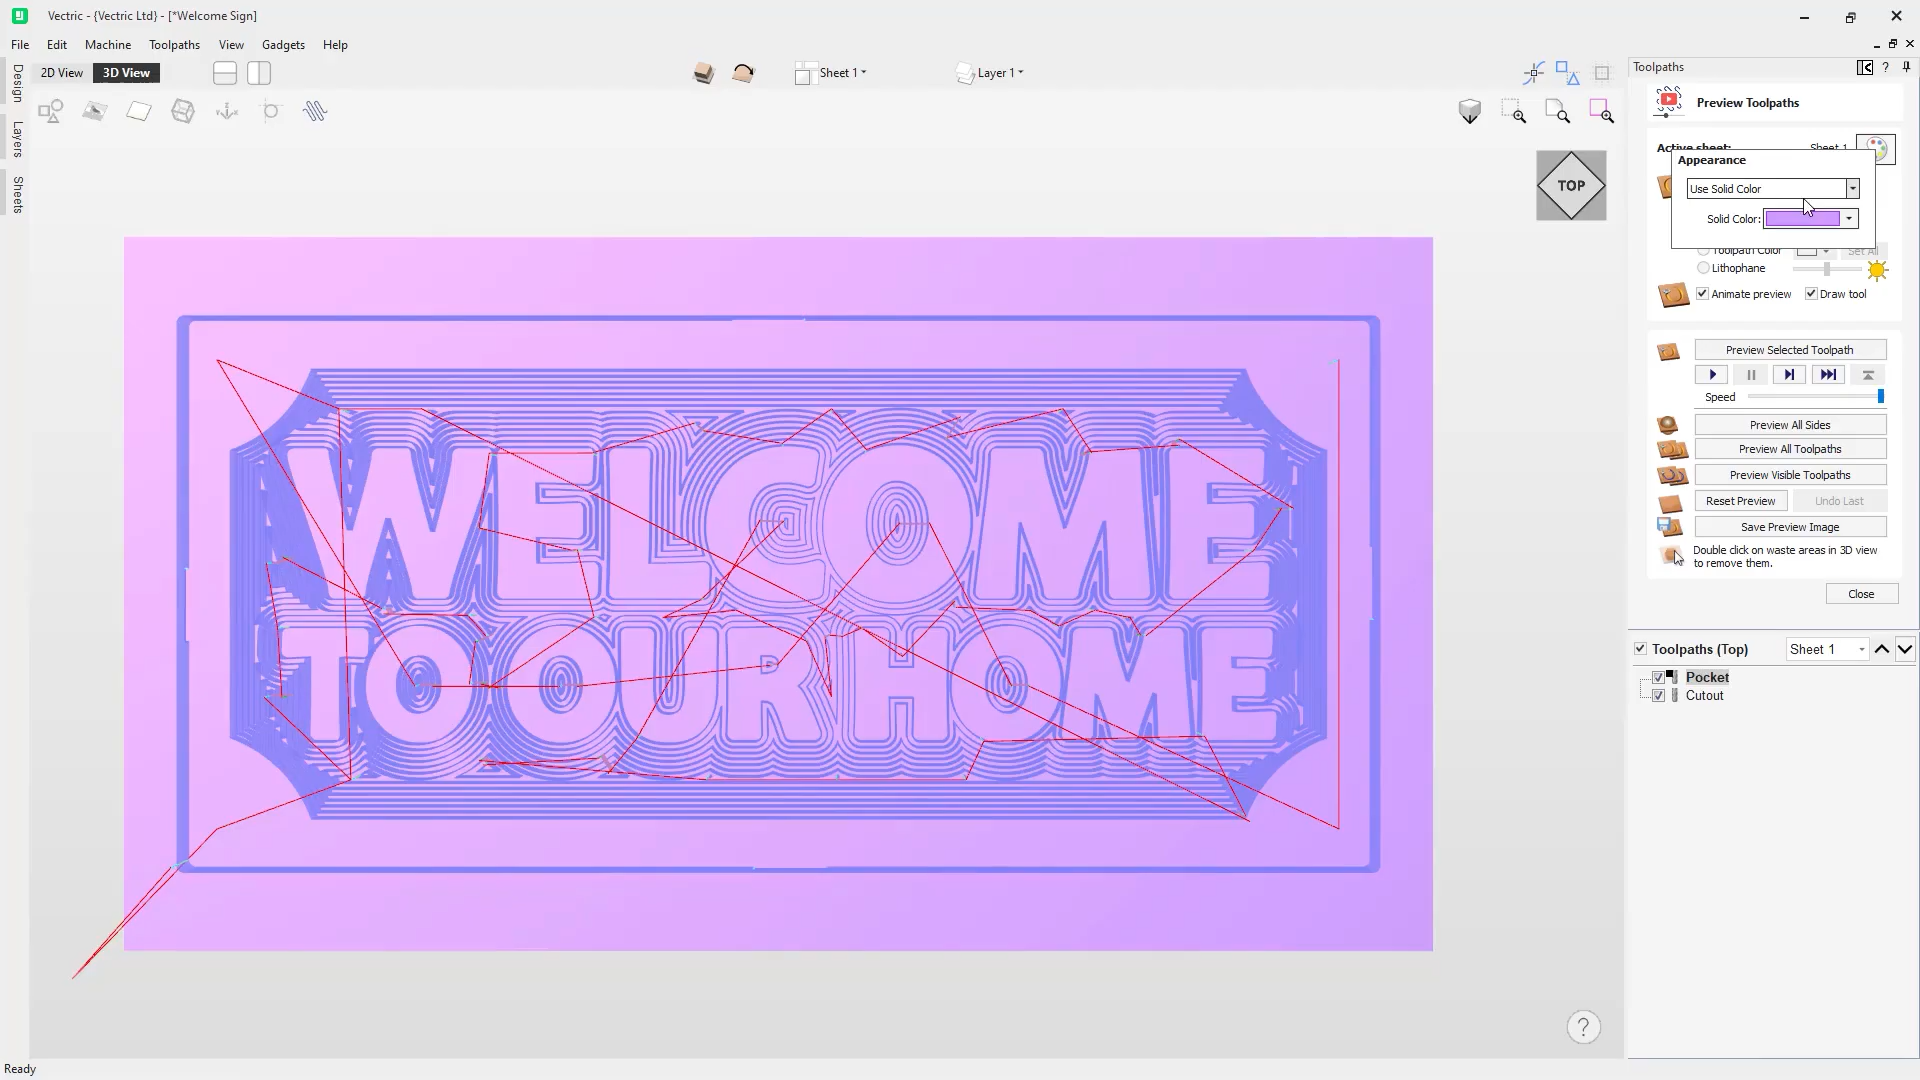 Vectric - {Vectric Ltd} - [*Welcome Sign]
File Edit Machine Toolpaths View Gadgets Help
2D View 3D View
Sheet 1
Layer 1
Design
Layers
Sheets
TOP
WELCOME
TO OUR HOME
Toolpaths
?
Preview Toolpaths
Active sheet: Sheet 1
Appearance
Use Solid Color
Solid Color:
Toolpath Color Set All
Lithophane
Animate preview Draw tool
Preview Selected Toolpath
Speed
Preview All Sides
Preview All Toolpaths
Preview Visible Toolpaths
Reset Preview Undo Last
Save Preview Image
Double click on waste areas in 3D view
to remove them.
Close
Toolpaths (Top) Sheet 1
Pocket
Cutout
?
Ready